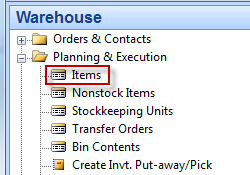 Warehouse
Orders & Contacts
Planning & Execution
Items
Nonstock Items
Stockkeeping Units
Transfer Orders
Bin Contents
Create Invt. Put-away/Pick